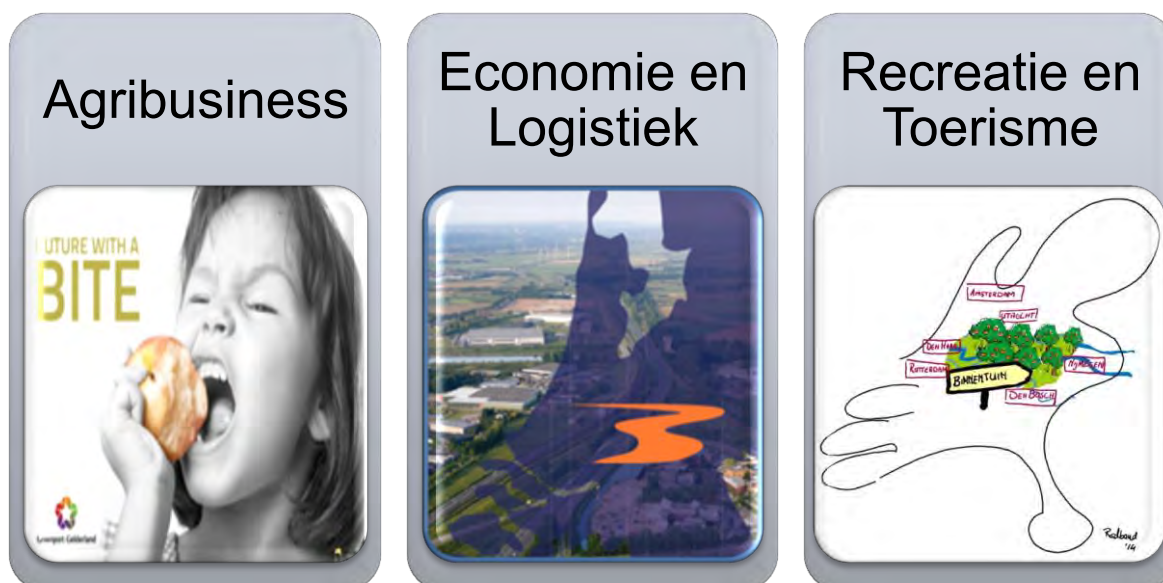 Agribusiness
UTURE WITH A
BITE
Economie en
Logistiek
Recreatie en
Toerisme
AMSTERDAM
UTRECHT
DEN HAAG
ROTTERDAM
NIJMEGEN
BINNENTUIN
DEN BOSCH
Radboud
'14